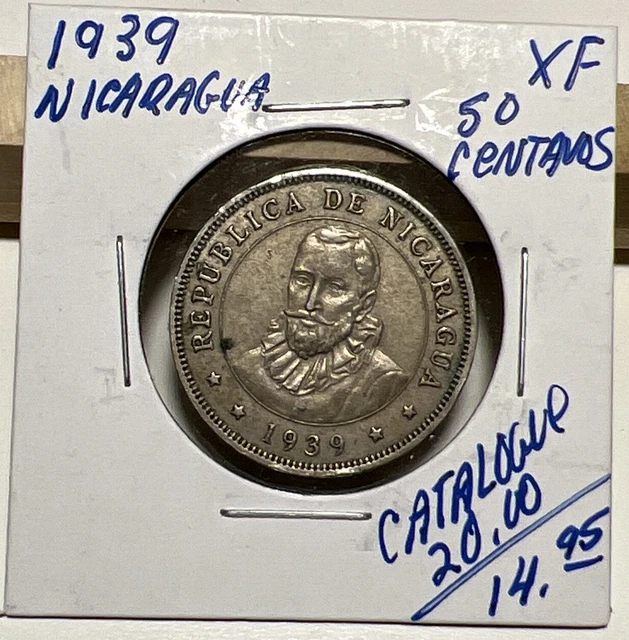 1939
NICARAGUA
XF
50
CENTAVOS
REPUBLICA DE NICARAGUA
1939
CATALOGUE
20.00
14.95